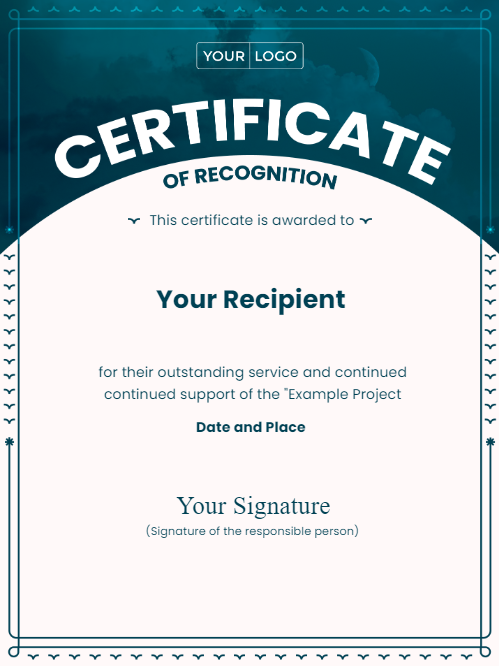 YOUR LOGO
CERTIFICATE
OF RECOGNITION
This certificate is awarded to
Your Recipient
for their outstanding service and continued
continued support of the "Example Project
Date and Place
Your Signature
(Signature of the responsible person)